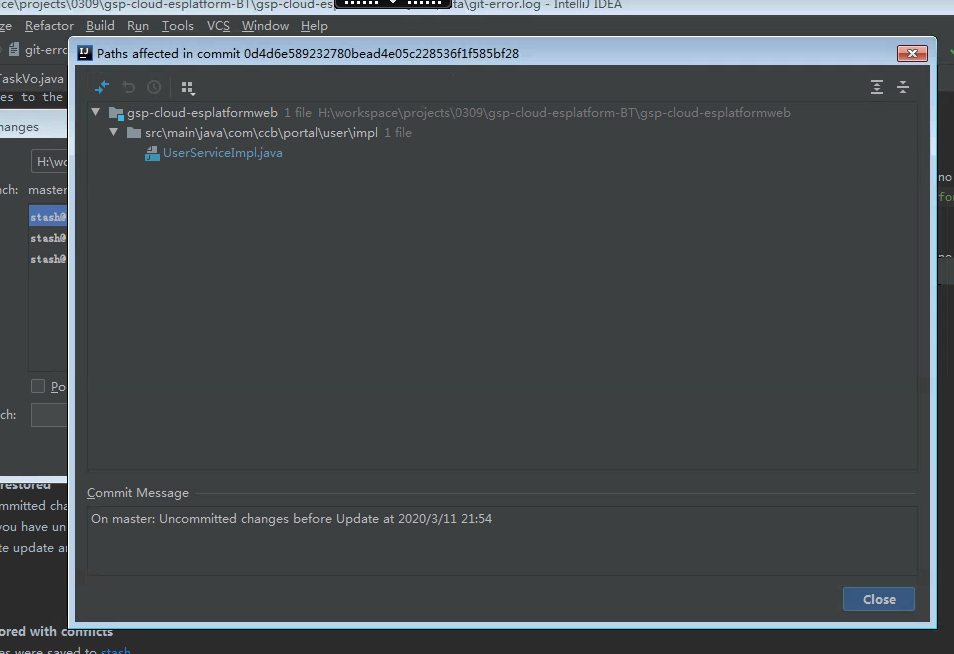 ce\projects\0309\gsp-cloud-esplatform-BT\gsp-cloud-es
ta\git-error.log - IntelliJ IDEA
ze Refactor Build Run Tools VCS Window Help
git-erro
Paths affected in commit 0d4d6e589232780bead4e05c228536f1f585bf28
TaskVo.java
es to the
hanges
gsp-cloud-esplatformweb 1 file H:\workspace\projects\0309\gsp-cloud-esplatform-BT\gsp-cloud-esplatformweb
src\main\java\com\ccb\portal\user\impl 1 file
UserServiceImpl.java
H:\wo
nch: master
no
for
stash@
stash@
stash@
no
Po
ch:
restored
mmitted cha
you have un
te update a
Commit Message
On master: Uncommitted changes before Update at 2020/3/11 21:54
Close
ored with conflicts
es were saved to stash